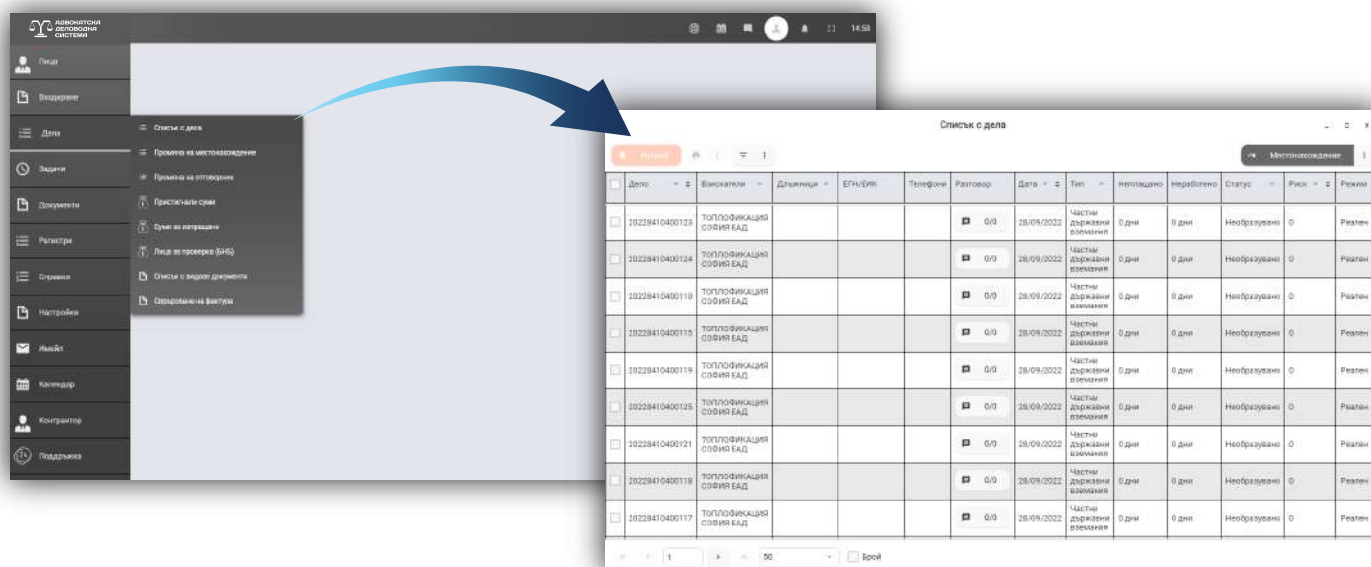 АДВОКАТСКА
ДЕЛОВОДНА
СИСТЕМА
14:58
Лица
Входиране
Дела
Задачи
Документи
Регистри
Справки
Настройки
Имейл
Календар
Контрактор
Поддръжка
Списък с дела
Промяна на местонахождение
Промяна на отговорник
Пристигнали суми
Суми за изпращане
Лица за проверка (БНБ)
Списък с видове документи
Списък с дела
Местонахождение
Дело Взискатели Длъжници ЕГН/ЕИК Телефони Разговор Дата Тип Неплащано Неработено Статус Риск Режим
20228410400123 ТОПЛОФИКАЦИЯ СОФИЯ ЕАД 0/0 28/09/2022 Частни държавни вземания 0 дни 0 дни Необразувано 0 Реален
20228410400124 ТОПЛОФИКАЦИЯ СОФИЯ ЕАД 0/0 28/09/2022 Частни държавни вземания 0 дни 0 дни Необразувано 0 Реален
20228410400110 ТОПЛОФИКАЦИЯ СОФИЯ ЕАД 0/0 28/09/2022 Частни държавни вземания 0 дни 0 дни Необразувано 0 Реален
20228410400115 ТОПЛОФИКАЦИЯ СОФИЯ ЕАД 0/0 28/09/2022 Частни държавни вземания 0 дни 0 дни Необразувано 0 Реален
20228410400119 ТОПЛОФИКАЦИЯ СОФИЯ ЕАД 0/0 28/09/2022 Частни държавни вземания 0 дни 0 дни Необразувано 0 Реален
20228410400125 ТОПЛОФИКАЦИЯ СОФИЯ ЕАД 0/0 28/09/2022 Частни държавни вземания 0 дни 0 дни Необразувано 0 Реален
20228410400121 ТОПЛОФИКАЦИЯ СОФИЯ ЕАД 0/0 28/09/2022 Частни държавни вземания 0 дни 0 дни Необразувано 0 Реален
20228410400118 ТОПЛОФИКАЦИЯ СОФИЯ ЕАД 0/0 28/09/2022 Частни държавни вземания 0 дни 0 дни Необразувано 0 Реален
20228410400117 ТОПЛОФИКАЦИЯ СОФИЯ ЕАД 0/0 28/09/2022 Частни държавни вземания 0 дни 0 дни Необразувано 0 Реален
1 50 Брой